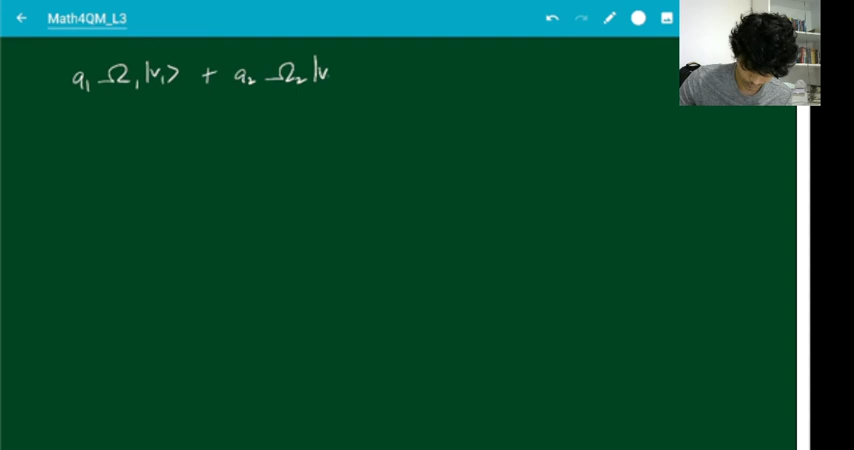 Math4QM_L3
a₁ Ω₁|v₁> + a₂ Ω₂|v